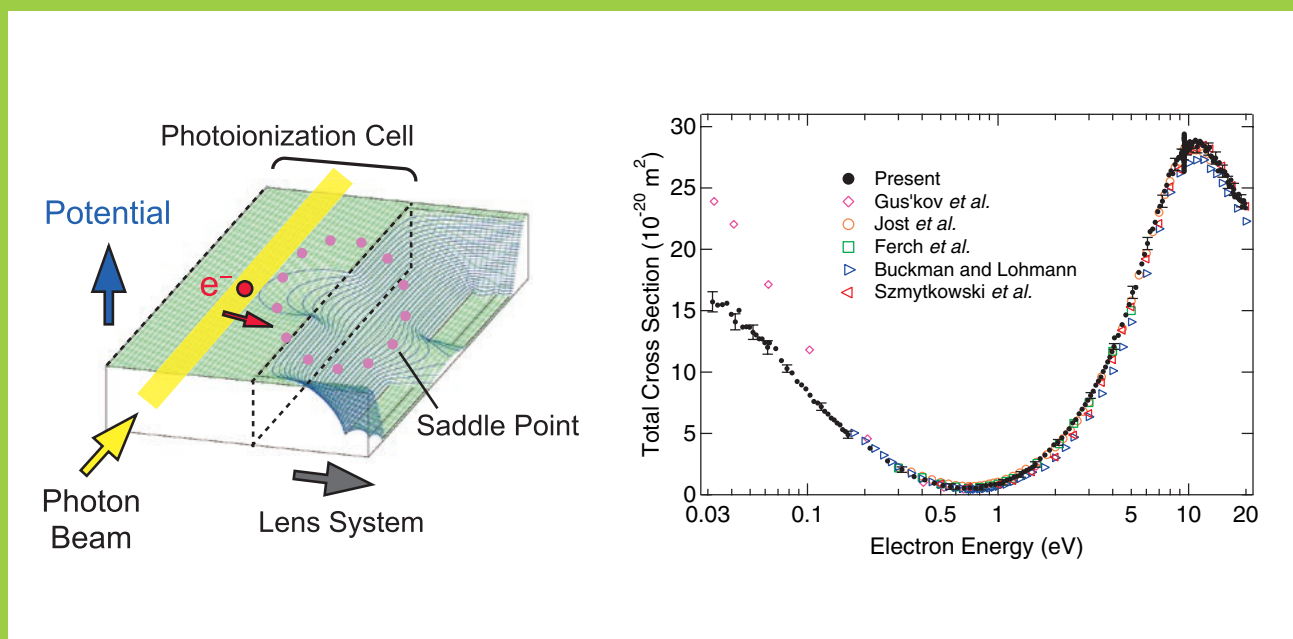 Photoionization Cell
Potential
e−
Saddle Point
Photon
Beam
Lens System
Total Cross Section (10-20 m2)
30
25
20
15
10
5
0
Present
Gus'kov et al.
Jost et al.
Ferch et al.
Buckman and Lohmann
Szmytkowski et al.
0.03 0.1 0.5 1 5 10 20
Electron Energy (eV)